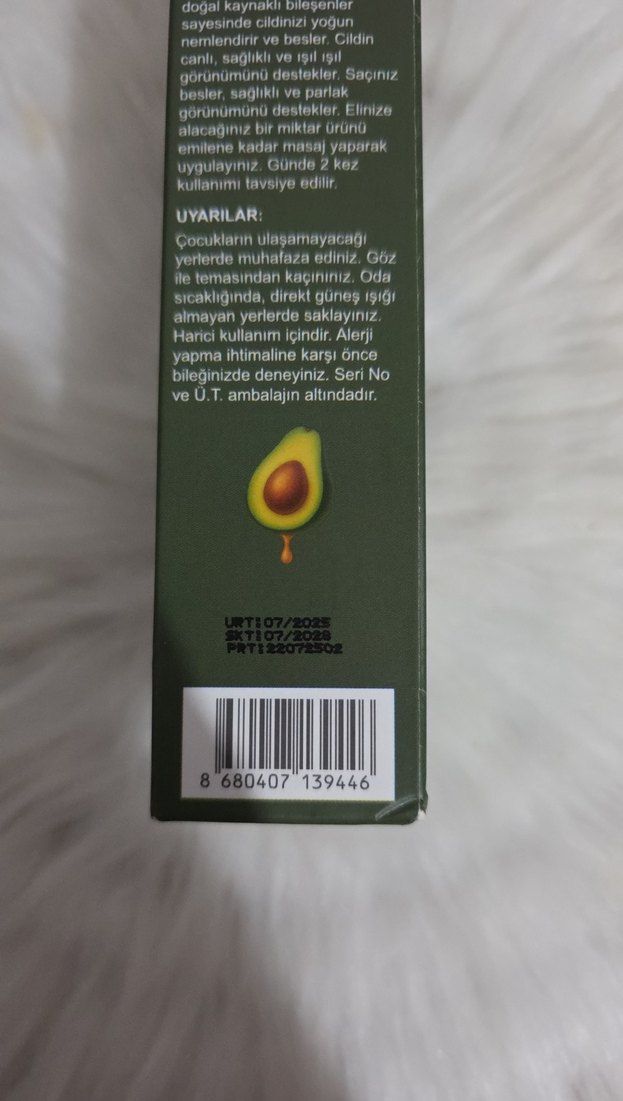 doğal kaynaklı bileşenler
sayesinde cildinizi yoğun
nemlendirir ve besler. Cildin
canlı, sağlıklı ve ışıl ışıl
görünümünü destekler. Saçınız
besler, sağlıklı ve parlak
görünümünü destekler. Elinize
alacağınız bir miktar ürünü
emilene kadar masaj yaparak
uygulayınız. Günde 2 kez
kullanımı tavsiye edilir.
UYARILAR:
Çocukların ulaşamayacağı
yerlerde muhafaza ediniz. Göz
ile temasından kaçınınız. Oda
sıcaklığında, direkt güneş ışığı
almayan yerlerde saklayınız.
Harici kullanım içindir. Alerji
yapma ihtimaline karşı önce
bileğinizde deneyiniz. Seri No
ve Ü.T. ambalajın altındadır.
URT:07/2025
SKT:07/2028
PRT:22072502
8 680407 139446